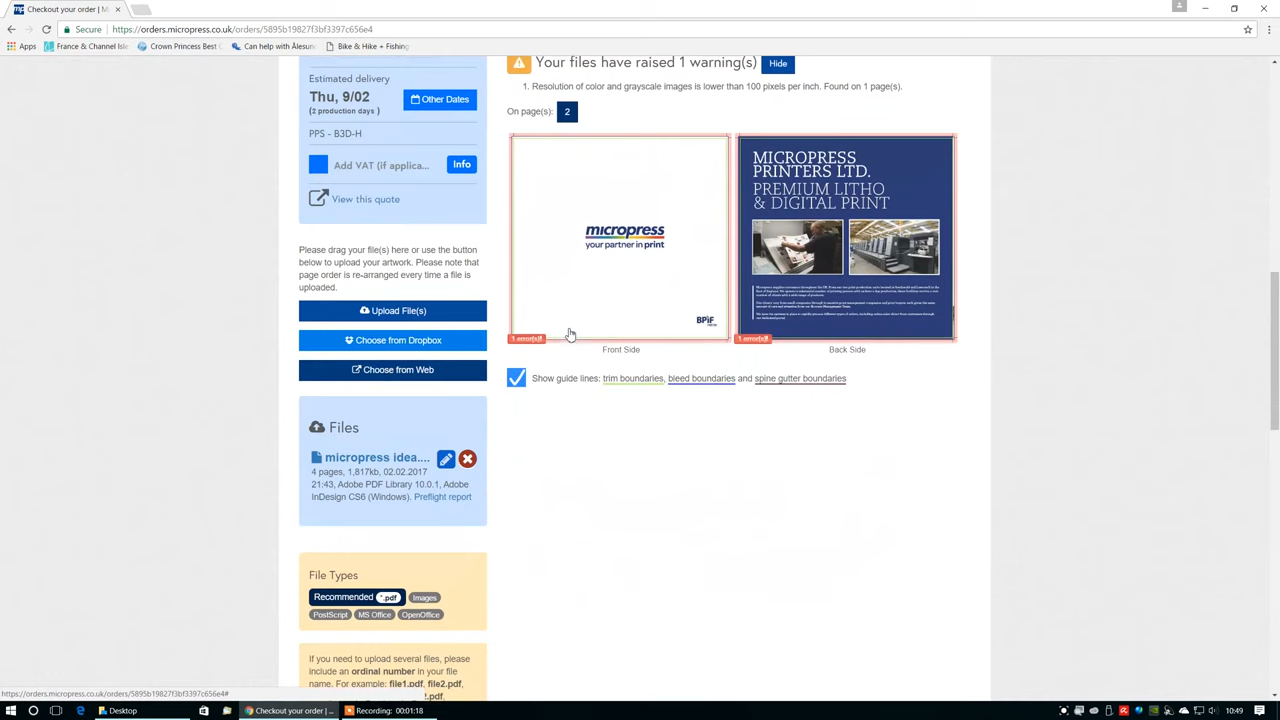 Checkout your order | M
Secure
https://orders.micropress.co.uk/orders/5895b19827f3bf3397c656e4
Apps
France & Channel Isle
Crown Princess Best C
Can help with Ålesun
Bike & Hike + Fishing
Estimated delivery
Thu, 9/02
(2 production days )
Other Dates
PPS - B3D-H
Add VAT (if applica...
Info
View this quote
Please drag your file(s) here or use the button
below to upload your artwork. Please note that
page order is re-arranged every time a file is
uploaded.
Upload File(s)
Choose from Dropbox
Choose from Web
Files
micropress idea....
4 pages, 1,817kb, 02.02.2017
21:43, Adobe PDF Library 10.0.1, Adobe
InDesign CS6 (Windows). Preflight report
File Types
Recommended *.pdf
Images
PostScript
MS Office
OpenOffice
If you need to upload several files, please
include an ordinal number in your file
name. For example: file1.pdf, file2.pdf,
Your files have raised 1 warning(s)
Hide
1. Resolution of color and grayscale images is lower than 100 pixels per inch. Found on 1 page(s).
On page(s): 2
micropress
your partner in print
BPIF
1 error(s)!
Front Side
MICROPRESS
PRINTERS LTD.
PREMIUM LITHO
& DIGITAL PRINT
1 error(s)!
Back Side
Show guide lines: trim boundaries, bleed boundaries and spine gutter boundaries
https://orders.micropress.co.uk/orders/5895b19827f3bf3397c656e4#
Desktop
Checkout your order | ...
Recording: 00:01:18
10:49